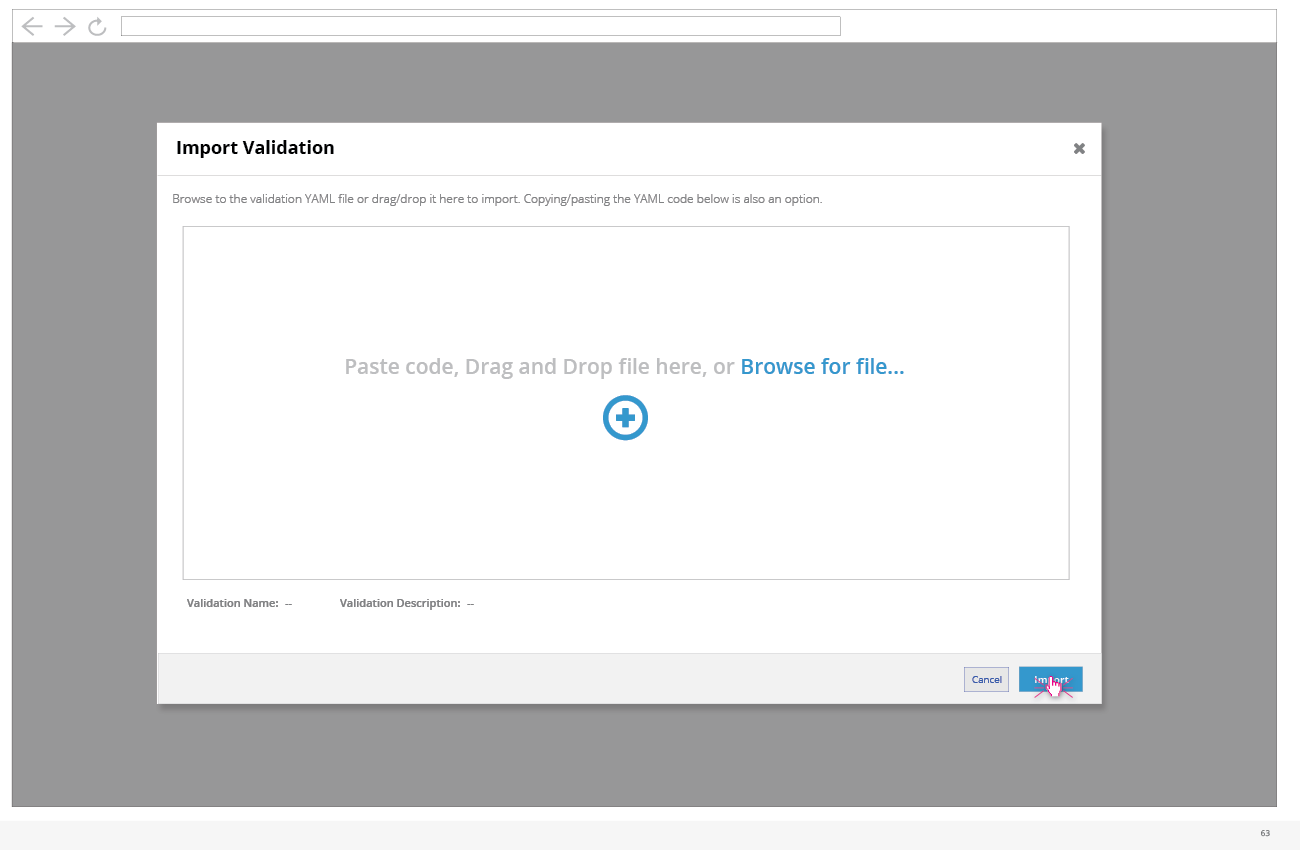 Import Validation
Browse to the validation YAML file or drag/drop it here to import. Copying/pasting the YAML code below is also an option.
Paste code, Drag and Drop file here, or Browse for file...
Validation Name: -- Validation Description: --
Cancel Import
63